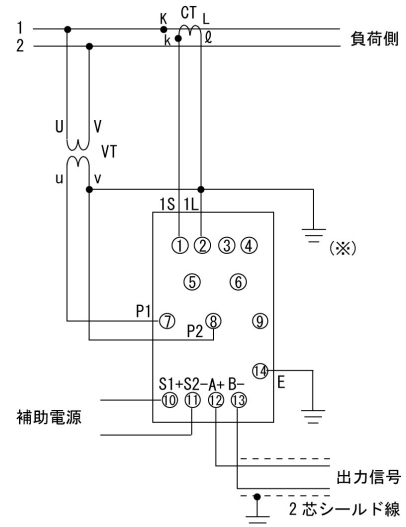 CT
K L
1
2
k ℓ
負荷側
U V
VT
u v
1S 1L
(※)
① ② ③ ④
⑤ ⑥
P1
⑦ ⑧ ⑨
P2
⑭
E
S1+ S2- A+ B-
⑩ ⑪ ⑫ ⑬
補助電源
出力信号
2芯シールド線